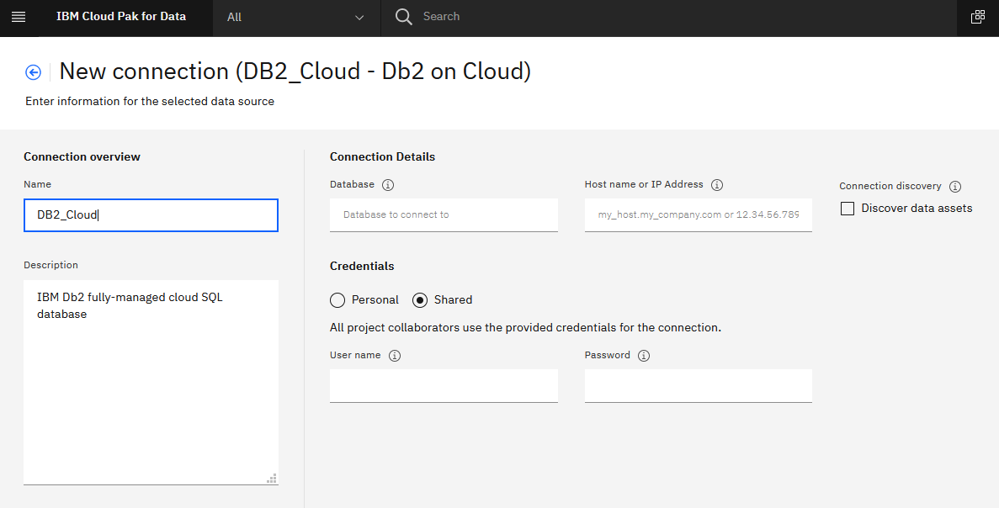 IBM Cloud Pak for Data
All
Search
New connection (DB2_Cloud - Db2 on Cloud)
Enter information for the selected data source
Connection overview
Name
DB2_Cloud
Description
IBM Db2 fully-managed cloud SQL
database
Connection Details
Database
Database to connect to
Host name or IP Address
my_host.my_company.com or 12.34.56.789
Connection discovery
Discover data assets
Credentials
Personal
Shared
All project collaborators use the provided credentials for the connection.
User name
Password